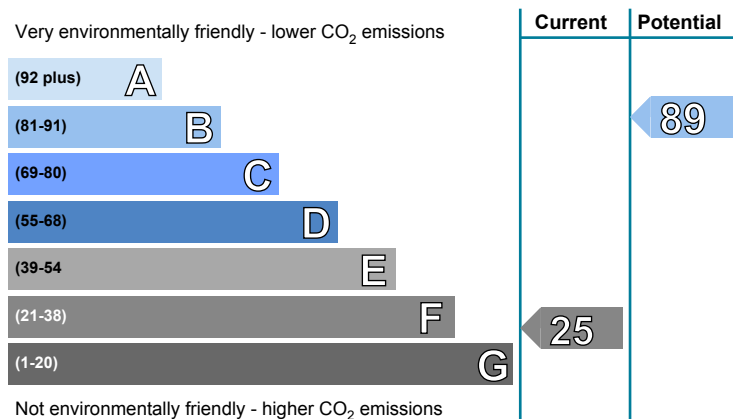 Current Potential
Very environmentally friendly - lower CO2 emissions
(92 plus) A
(81-91) B
89
(69-80) C
(55-68) D
(39-54 E
(21-38) F
25
(1-20) G
Not environmentally friendly - higher CO2 emissions